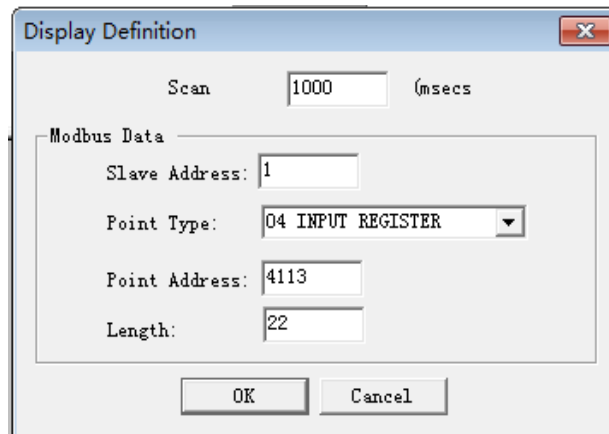 Display Definition
Scan 1000 (msecs
Modbus Data
Slave Address: 1
Point Type: 04 INPUT REGISTER
Point Address: 4113
Length: 22
OK Cancel